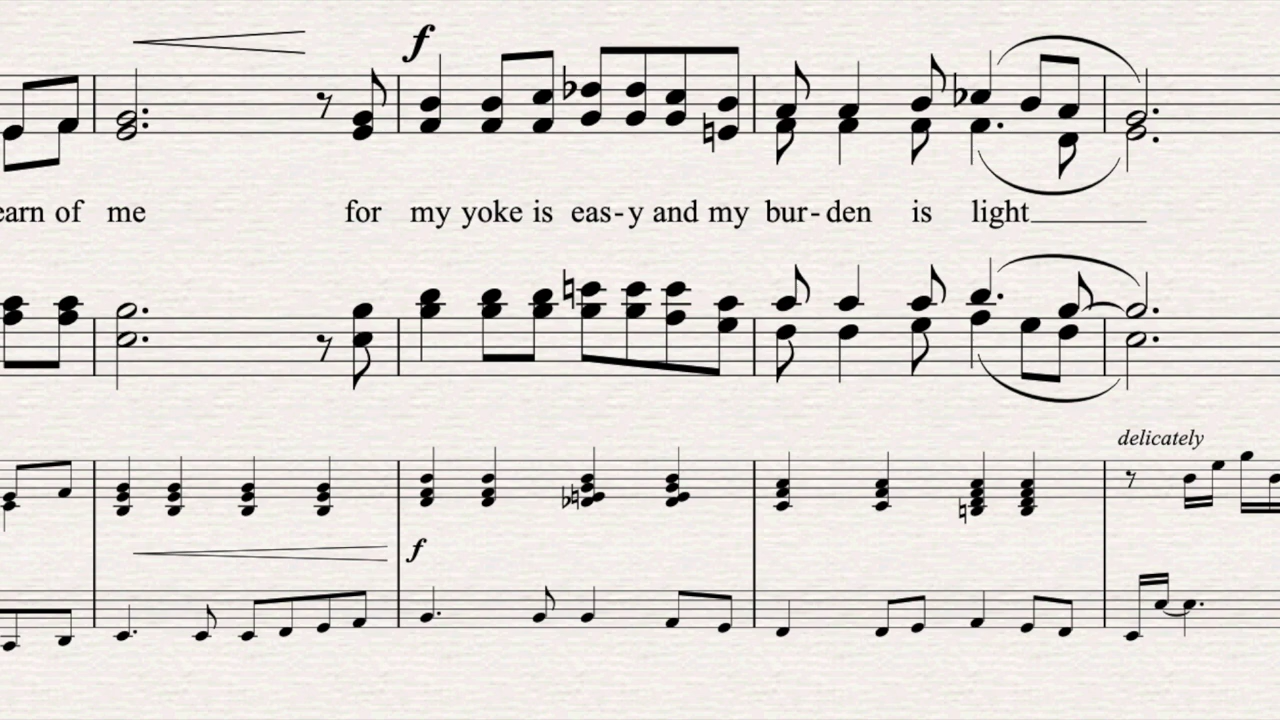 f
earn of me for my yoke is eas-y and my bur-den is light
delicately
f